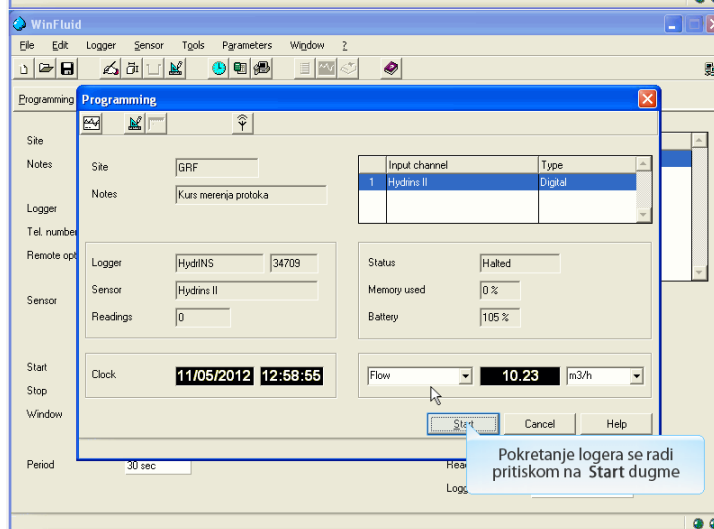 WinFluid
File Edit Logger Sensor Tools Parameters Window ?
Programming
Site
Notes
Logger
Tel. number
Remote opt
Sensor
Start
Stop
Window
Period 30 sec
Programming
Site GRF
Notes Kurs merenja protoka
Input channel Type
1 Hydrins II Digital
Logger HydrINS 34709
Sensor Hydrins II
Readings 0
Status Halted
Memory used 0 %
Battery 105 %
Clock 11/05/2012 12:58:55
Flow 10.23 m3/h
Start Cancel Help
Pokretanje logera se radi
pritiskom na Start dugme
Rea
Logg